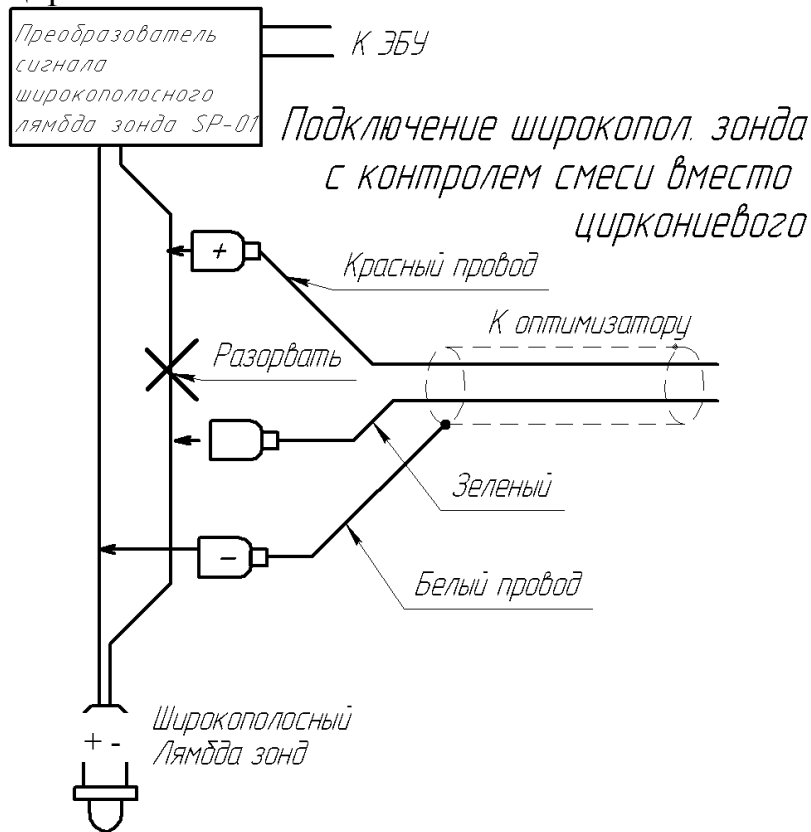 Преобразователь
сигнала
широкополосного
лямбда зонда SP-01
К ЭБУ
Подключение широкопол. зонда
с контролем смеси вместо
циркониевого
+
Красный провод
К оптимизатору
Разорвать
Зеленый
-
Белый провод
Широкополосный
Лямбда зонд
+ -